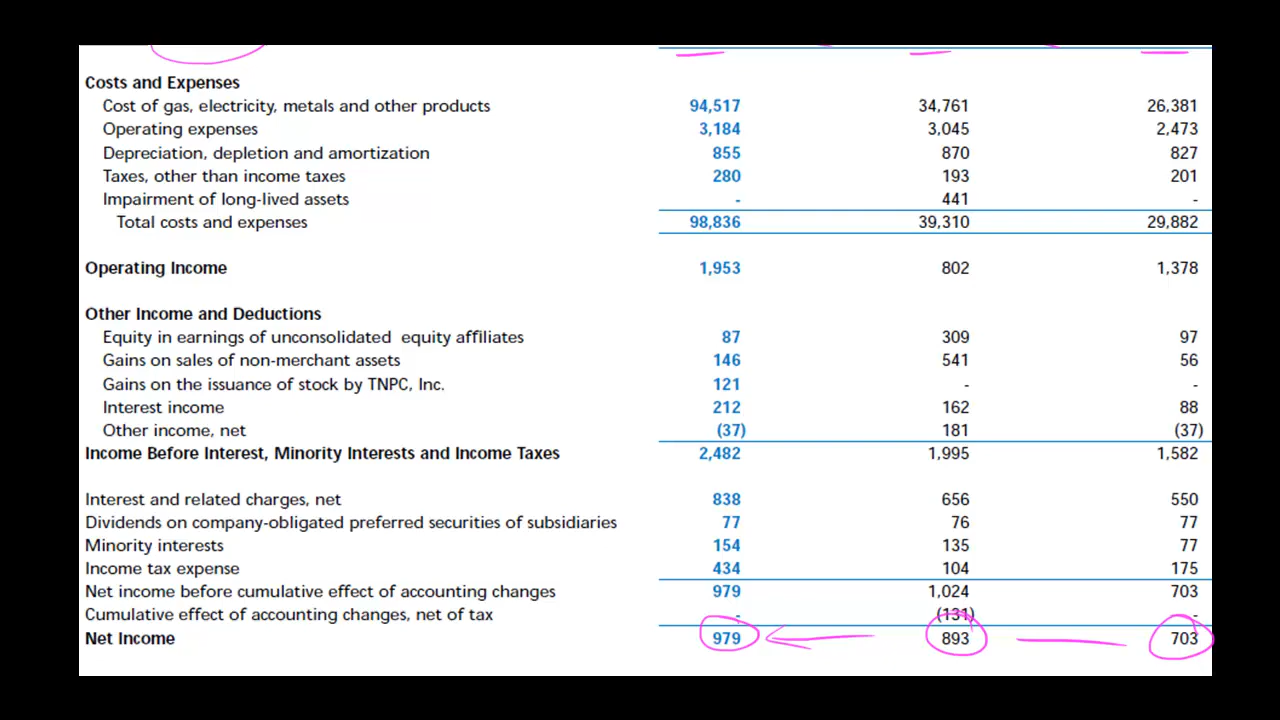 Costs and Expenses
Cost of gas, electricity, metals and other products 94,517 34,761 26,381
Operating expenses 3,184 3,045 2,473
Depreciation, depletion and amortization 855 870 827
Taxes, other than income taxes 280 193 201
Impairment of long-lived assets - 441 -
Total costs and expenses 98,836 39,310 29,882
Operating Income 1,953 802 1,378
Other Income and Deductions
Equity in earnings of unconsolidated equity affiliates 87 309 97
Gains on sales of non-merchant assets 146 541 56
Gains on the issuance of stock by TNPC, Inc. 121 - -
Interest income 212 162 88
Other income, net (37) 181 (37)
Income Before Interest, Minority Interests and Income Taxes 2,482 1,995 1,582
Interest and related charges, net 838 656 550
Dividends on company-obligated preferred securities of subsidiaries 77 76 77
Minority interests 154 135 77
Income tax expense 434 104 175
Net income before cumulative effect of accounting changes 979 1,024 703
Cumulative effect of accounting changes, net of tax - (131) -
Net Income 979 893 703